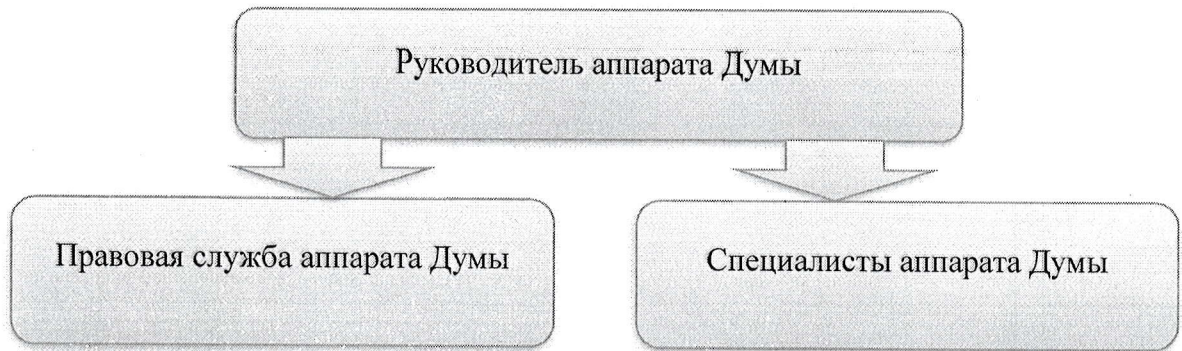 Руководитель аппарата Думы
Правовая служба аппарата Думы
Специалисты аппарата Думы